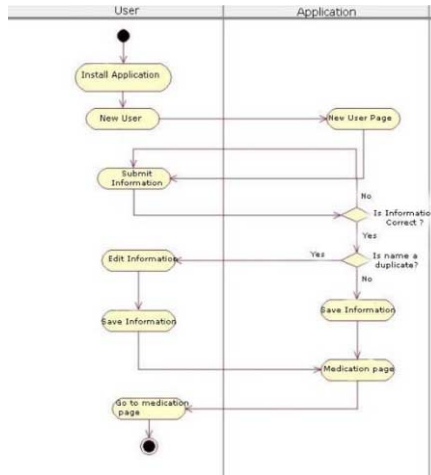 User
Application
Install Application
New User
New User Page
Submit
Information
No
Is Informatio
Correct ?
Yes
Edit Information
Yes
Is name a
duplicate?
No
Save Information
Save Information
Medication page
Go to medication
page